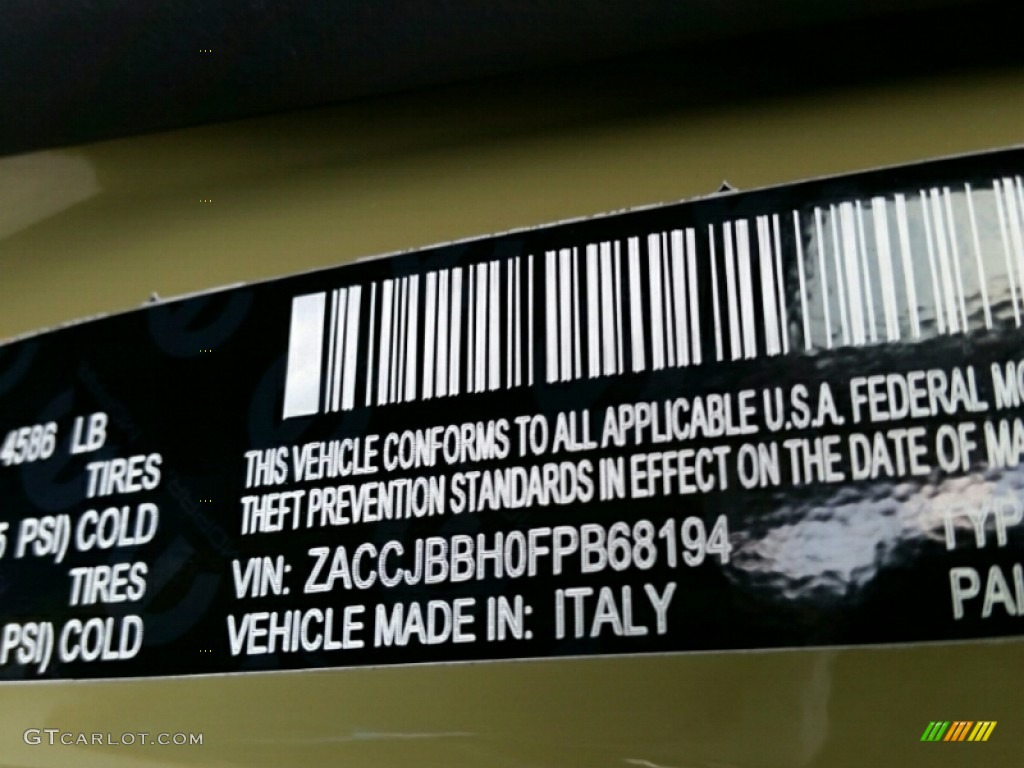 4586 LB
TIRES
PSI) COLD
TIRES
PSI) COLD
THIS VEHICLE CONFORMS TO ALL APPLICABLE U.S.A. FEDERAL
THEFT PREVENTION STANDARDS IN EFFECT ON THE DATE OF
VIN: ZACCJBBH0FPB68194
VEHICLE MADE IN: ITALY
GTCARLOT.COM